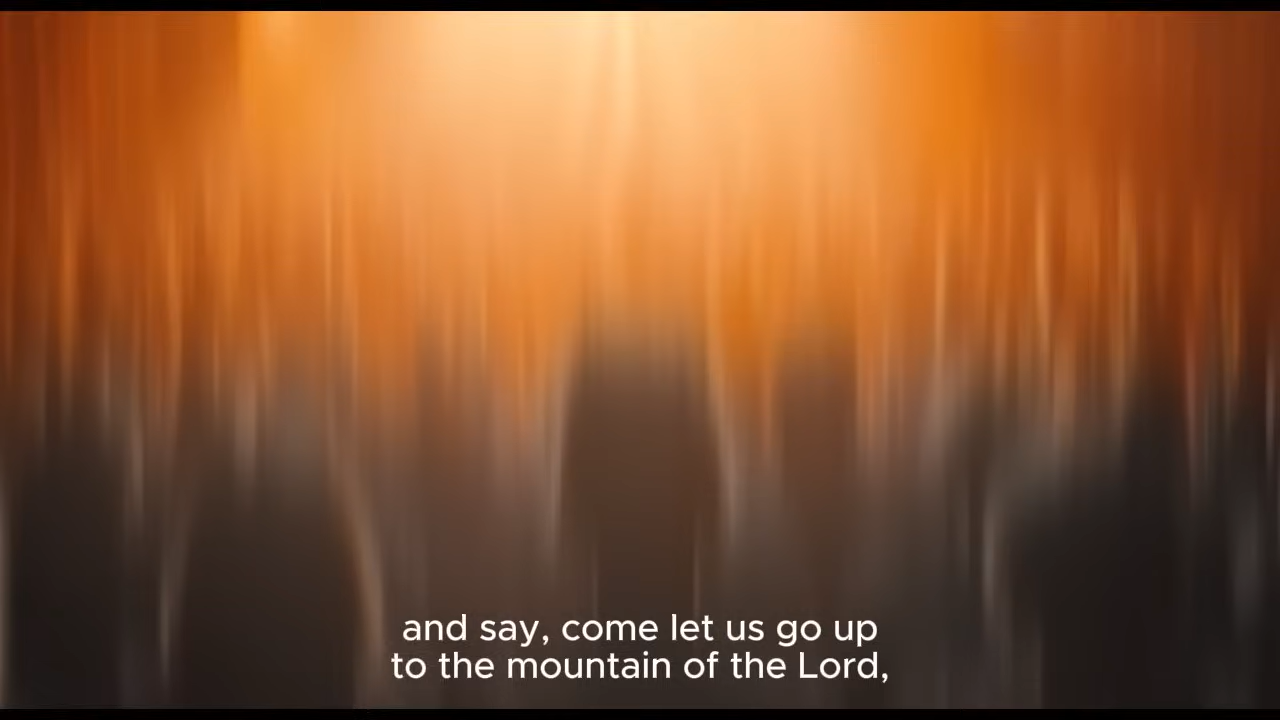 and say, come let us go up
to the mountain of the Lord,